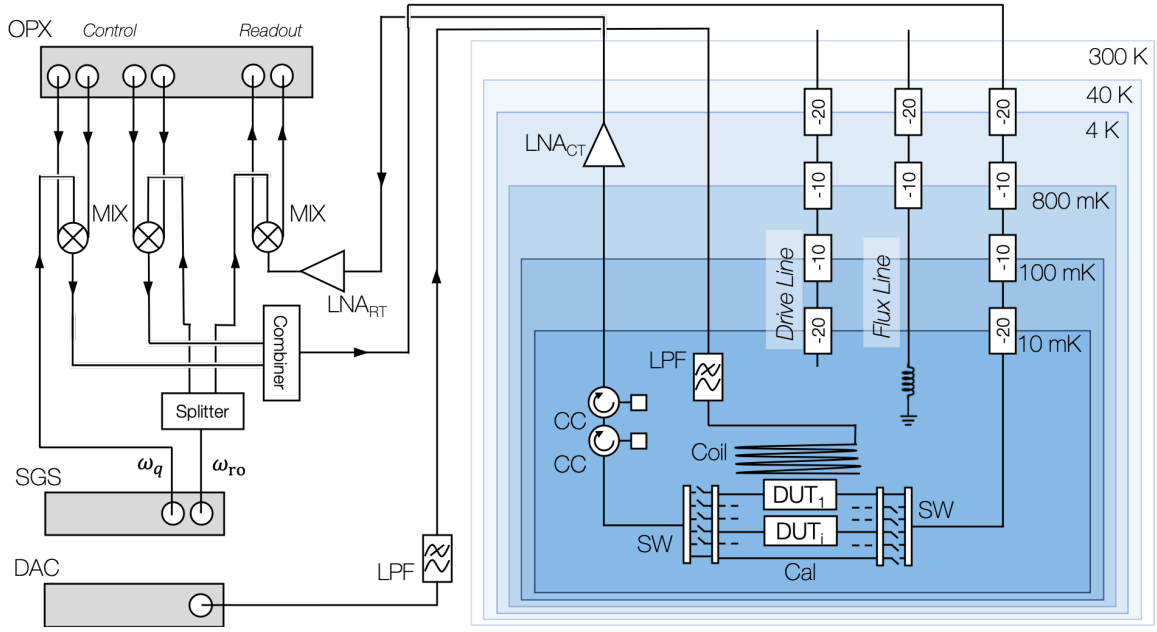 OPX
Control
Readout
300 K
40 K
4 K
800 mK
100 mK
10 mK
-20
-20
-20
-10
-10
-10
-10
-10
-20
-20
LNA_CT
MIX
MIX
LNA_RT
Drive Line
Flux Line
Combiner
Splitter
LPF
CC
CC
Coil
ω_q
ω_ro
SGS
DUT_1
DUT_i
SW
SW
Cal
LPF
DAC